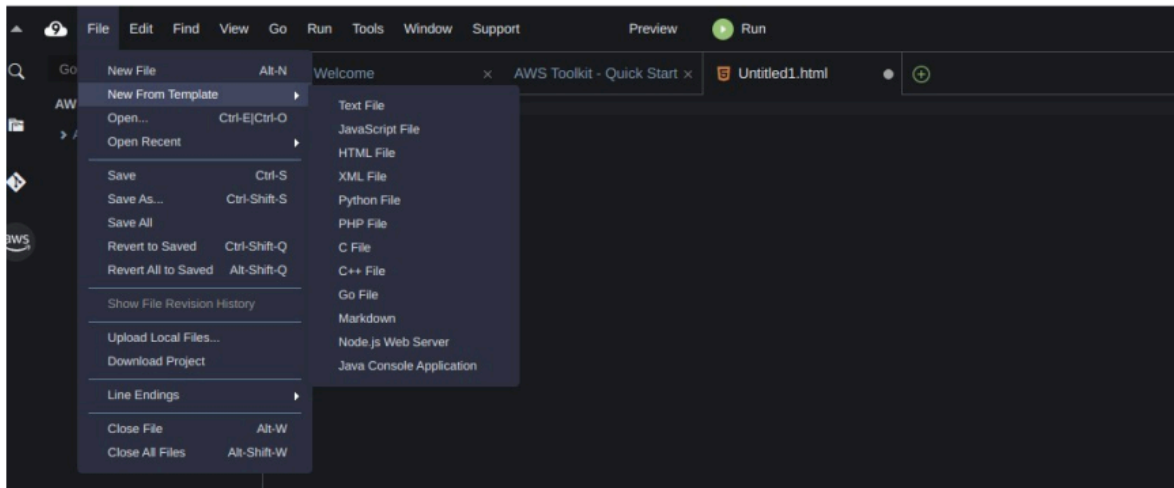 9 File Edit Find View Go Run Tools Window Support Preview Run
Go
Welcome × AWS Toolkit - Quick Start × Untitled1.html
AW
A
aws
New File Alt-N
New From Template
Open... Ctrl-E|Ctrl-O
Open Recent
Save Ctrl-S
Save As... Ctrl-Shift-S
Save All
Revert to Saved Ctrl-Shift-Q
Revert All to Saved Alt-Shift-Q
Show File Revision History
Upload Local Files...
Download Project
Line Endings
Close File Alt-W
Close All Files Alt-Shift-W
Text File
JavaScript File
HTML File
XML File
Python File
PHP File
C File
C++ File
Go File
Markdown
Node.js Web Server
Java Console Application